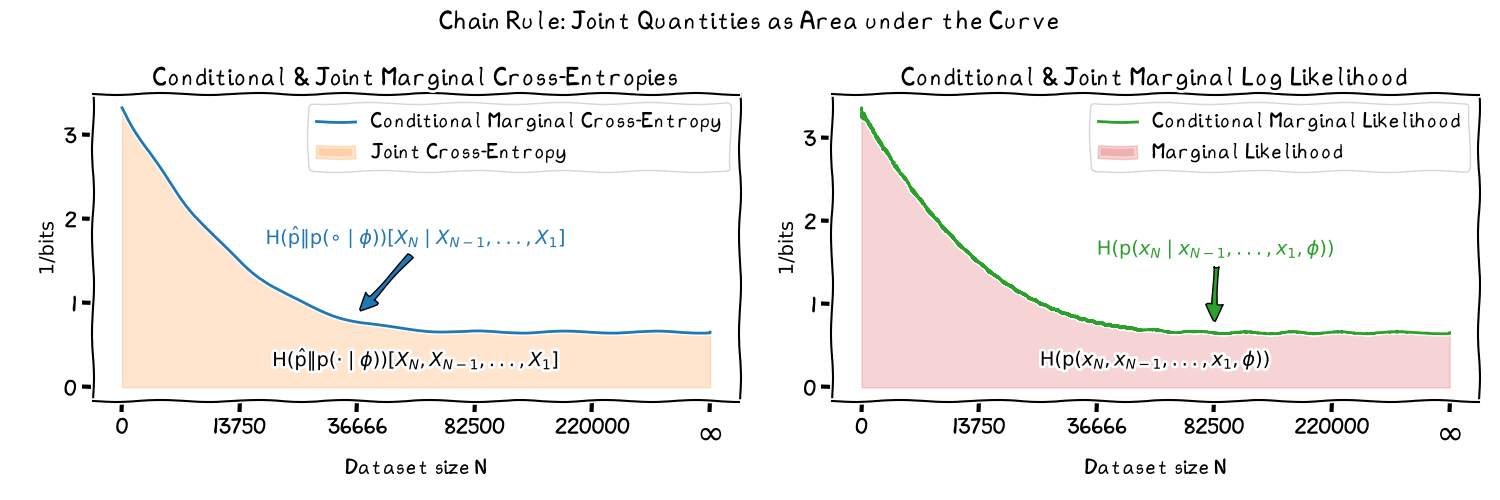 Chain Rule: Joint Quantities as Area under the Curve
Conditional & Joint Marginal Cross-Entropies
Conditional Marginal Cross-Entropy
Joint Cross-Entropy
3
2
1
0
1/bits
H(p̂‖p(∘ | ϕ))[X_N | X_{N−1}, . . . , X_1]
H(p̂‖p(· | ϕ))[X_N, X_{N−1}, . . . , X_1]
0 13750 36666 82500 220000 ∞
Dataset size N
Conditional & Joint Marginal Log Likelihood
Conditional Marginal Likelihood
Marginal Likelihood
3
2
1
0
1/bits
H(p(x_N | x_{N−1}, . . . , x_1, ϕ))
H(p(x_N, x_{N−1}, . . . , x_1, ϕ))
0 13750 36666 82500 220000 ∞
Dataset size N